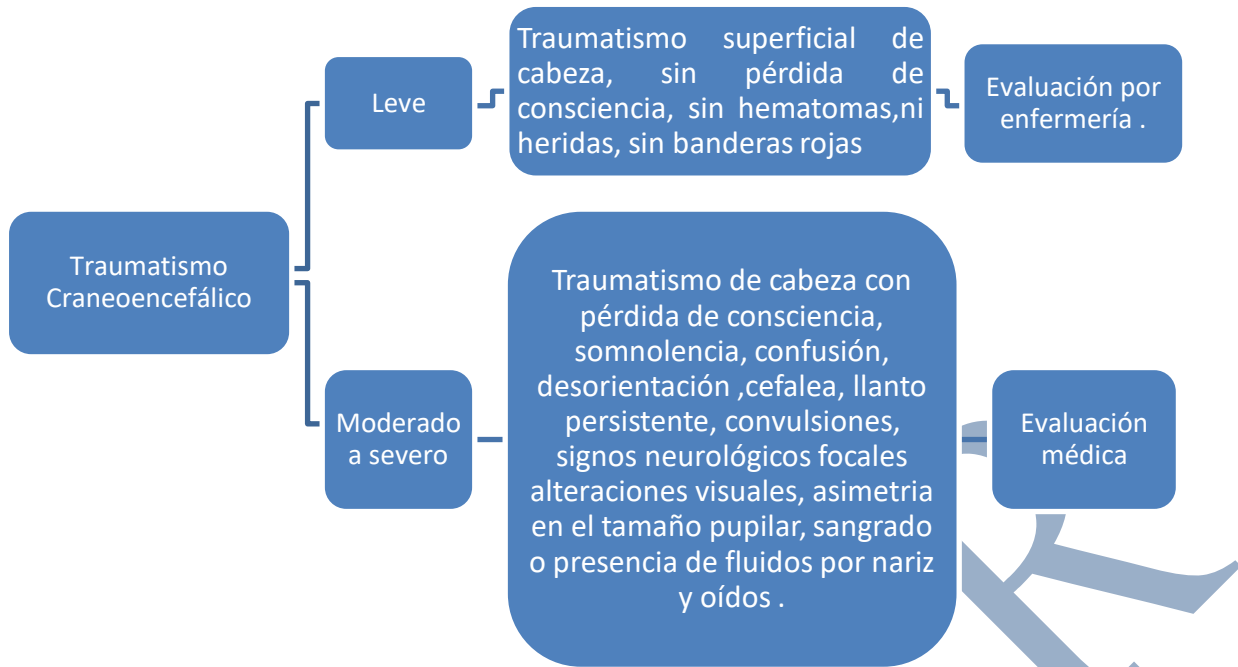 Traumatismo
Craneoencefálico
Leve
Traumatismo superficial de
cabeza, sin pérdida de
consciencia, sin hematomas,ni
heridas, sin banderas rojas
Evaluación por
enfermería .
Moderado
a severo
Traumatismo de cabeza con
pérdida de consciencia,
somnolencia, confusión,
desorientación ,cefalea, llanto
persistente, convulsiones,
signos neurológicos focales
alteraciones visuales, asimetria
en el tamaño pupilar, sangrado
o presencia de fluidos por nariz
y oídos .
Evaluación
médica